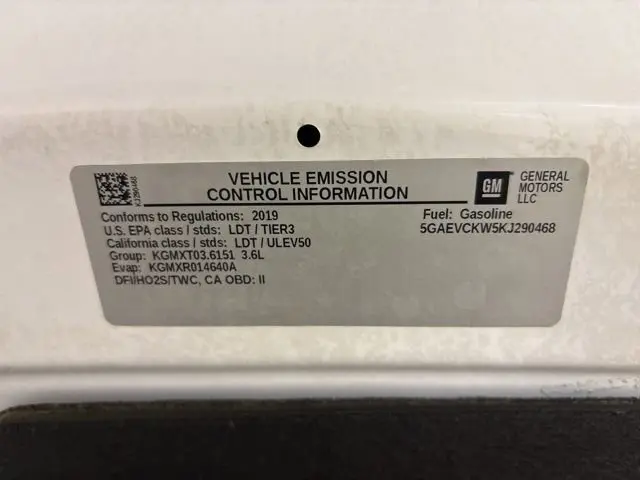 VEHICLE EMISSION
CONTROL INFORMATION
GM
GENERAL
MOTORS
LLC
Conforms to Regulations: 2019
U.S. EPA class / stds: LDT / TIER3
California class / stds: LDT / ULEV50
Group: KGMXT03.6151 3.6L
Evap: KGMXR014640A
DFI/HO2S/TWC, CA OBD: II
Fuel: Gasoline
5GAEVCKW5KJ290468
KJ290468